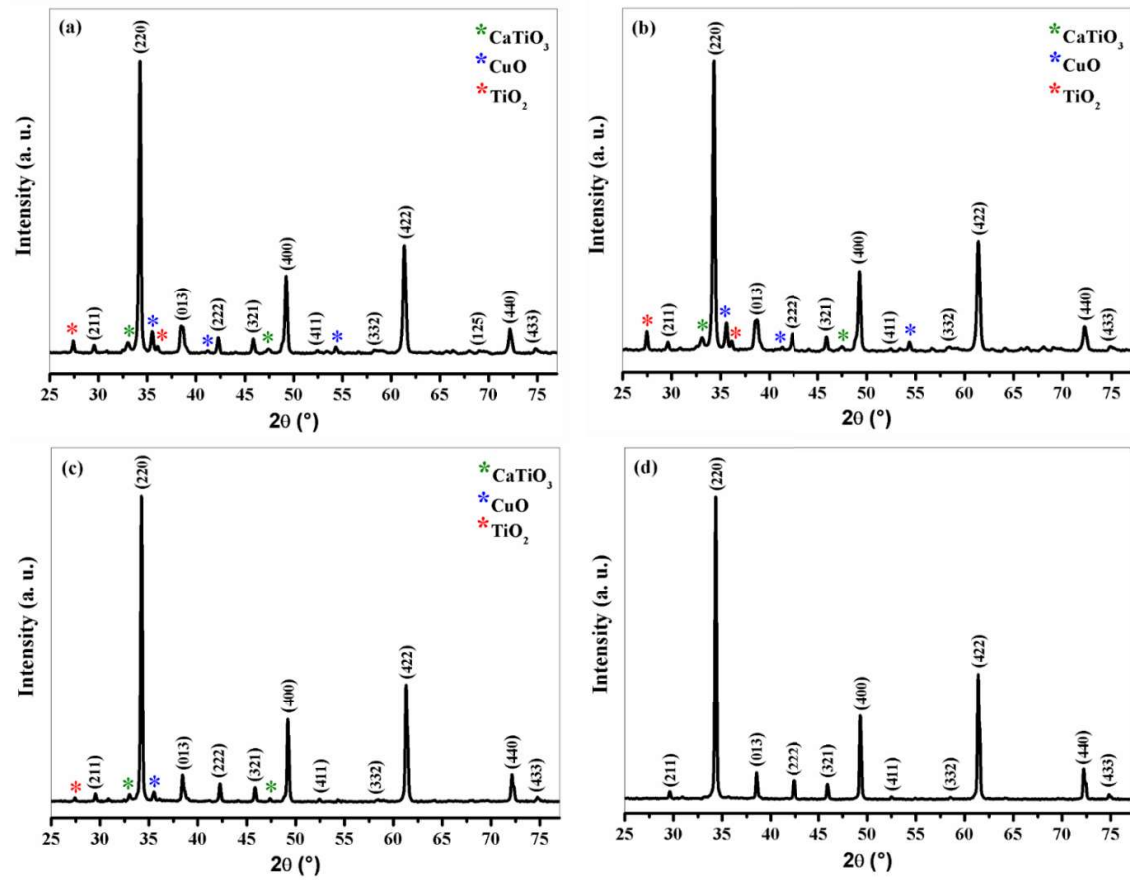 (a)
(220)
*CaTiO₃
*CuO
*TiO₂
(422)
(400)
(211)
(013)
(222)
(321)
(411)
(332)
(125)
(440)
(433)
Intensity (a. u.)
25 30 35 40 45 50 55 60 65 70 75
2θ (°)
(b)
(220)
*CaTiO₃
*CuO
*TiO₂
(422)
(400)
(211)
(013)
(222)
(321)
(411)
(332)
(440)
(433)
Intensity (a. u.)
25 30 35 40 45 50 55 60 65 70 75
2θ (°)
(c)
(220)
*CaTiO₃
*CuO
*TiO₂
(422)
(400)
(211)
(013)
(222)
(321)
(411)
(332)
(440)
(433)
Intensity (a. u.)
25 30 35 40 45 50 55 60 65 70 75
2θ (°)
(d)
(220)
(422)
(400)
(211)
(013)
(222)
(321)
(411)
(332)
(440)
(433)
Intensity (a. u.)
25 30 35 40 45 50 55 60 65 70 75
2θ (°)